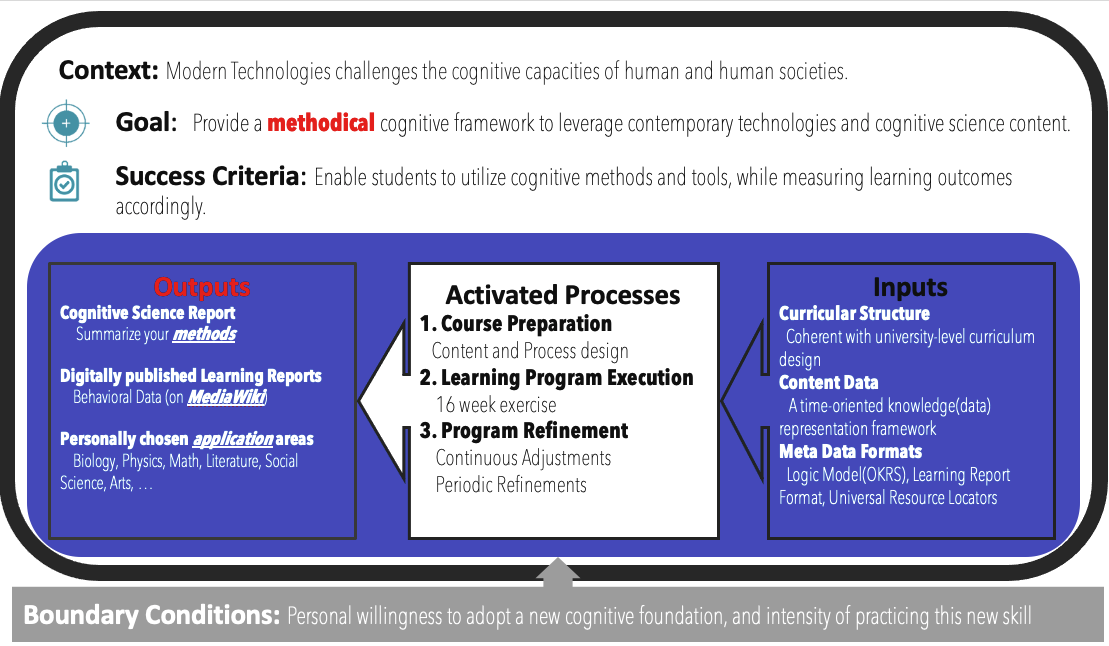 Context: Modern Technologies challenges the cognitive capacities of human and human societies.
Goal: Provide a methodical cognitive framework to leverage contemporary technologies and cognitive science content.
Success Criteria: Enable students to utilize cognitive methods and tools, while measuring learning outcomes
accordingly.
Outputs
Cognitive Science Report
Summarize your methods
Digitally published Learning Reports
Behavioral Data (on MediaWiki)
Personally chosen application areas
Biology, Physics, Math, Literature, Social
Science, Arts, …
Activated Processes
1. Course Preparation
Content and Process design
2. Learning Program Execution
16 week exercise
3. Program Refinement
Continuous Adjustments
Periodic Refinements
Inputs
Curricular Structure
Coherent with university-level curriculum
design
Content Data
A time-oriented knowledge(data)
representation framework
Meta Data Formats
Logic Model(OKRS), Learning Report
Format, Universal Resource Locators
Boundary Conditions: Personal willingness to adopt a new cognitive foundation, and intensity of practicing this new skill